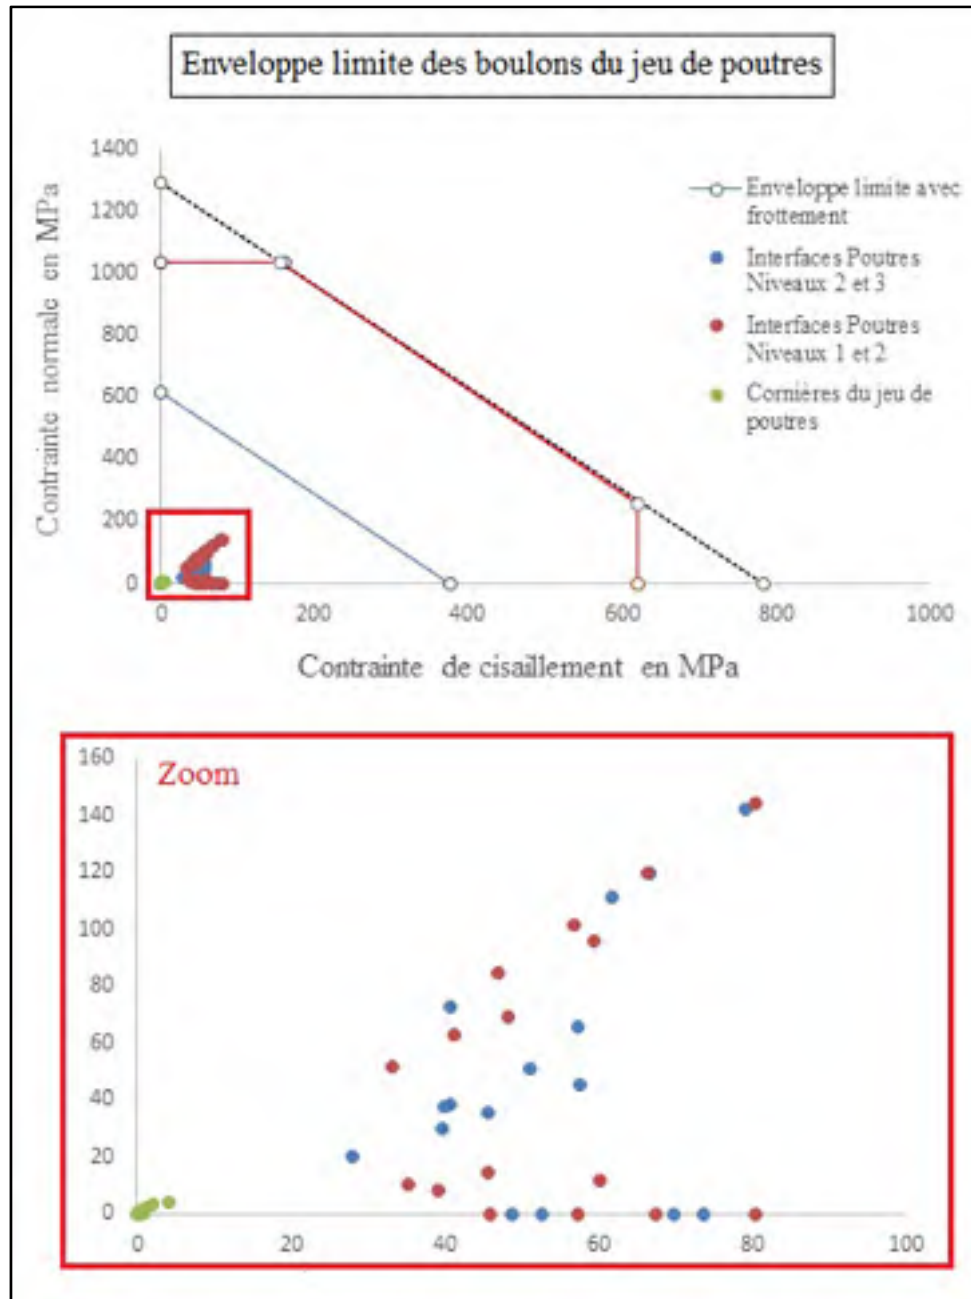 Enveloppe limite des boulons du jeu de poutres
1400
1200
1000
800
600
400
200
0
Contrainte normale en MPa
Enveloppe limite avec
frottement
Interfaces Poutres
Niveaux 2 et 3
Interfaces Poutres
Niveaux 1 et 2
Cornières du jeu de
poutres
0
200
400
600
800
1000
Contrainte de cisaillement en MPa
Zoom
160
140
120
100
80
60
40
20
0
0
20
40
60
80
100